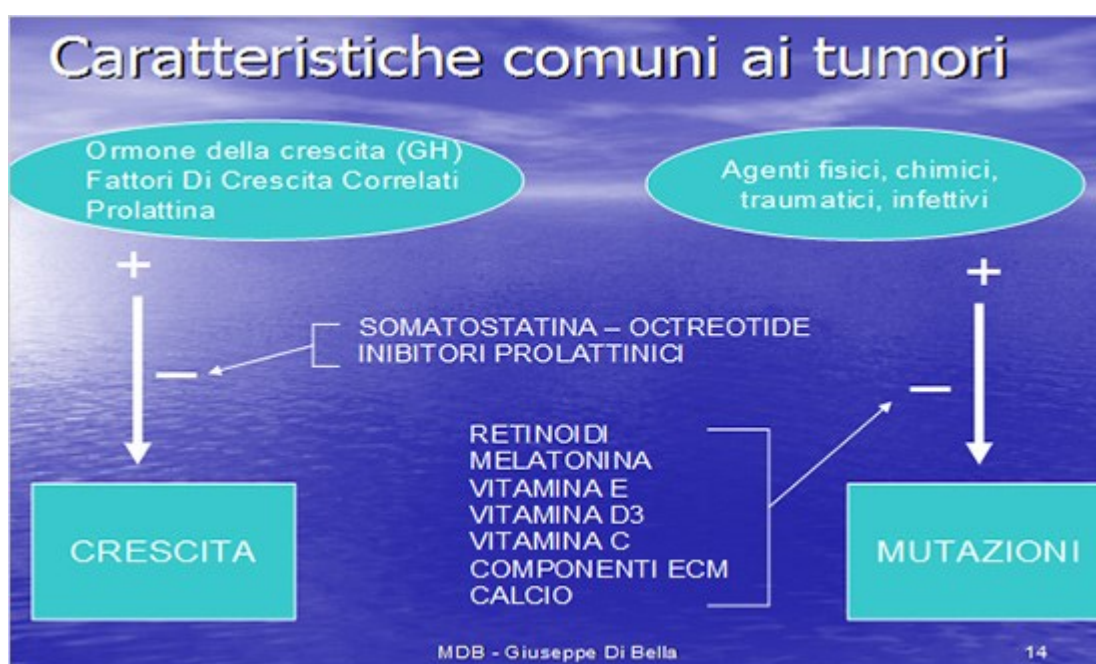 Caratteristiche comuni ai tumori
Ormone della crescita (GH)
Fattori Di Crescita Correlati
Prolattina
Agenti fisici, chimici,
traumatici, infettivi
+
+
SOMATOSTATINA – OCTREOTIDE
INIBITORI PROLATTINICI
–
–
RETINOIDI
MELATONINA
VITAMINA E
VITAMINA D3
VITAMINA C
COMPONENTI ECM
CALCIO
CRESCITA
MUTAZIONI
MDB - Giuseppe Di Bella
14